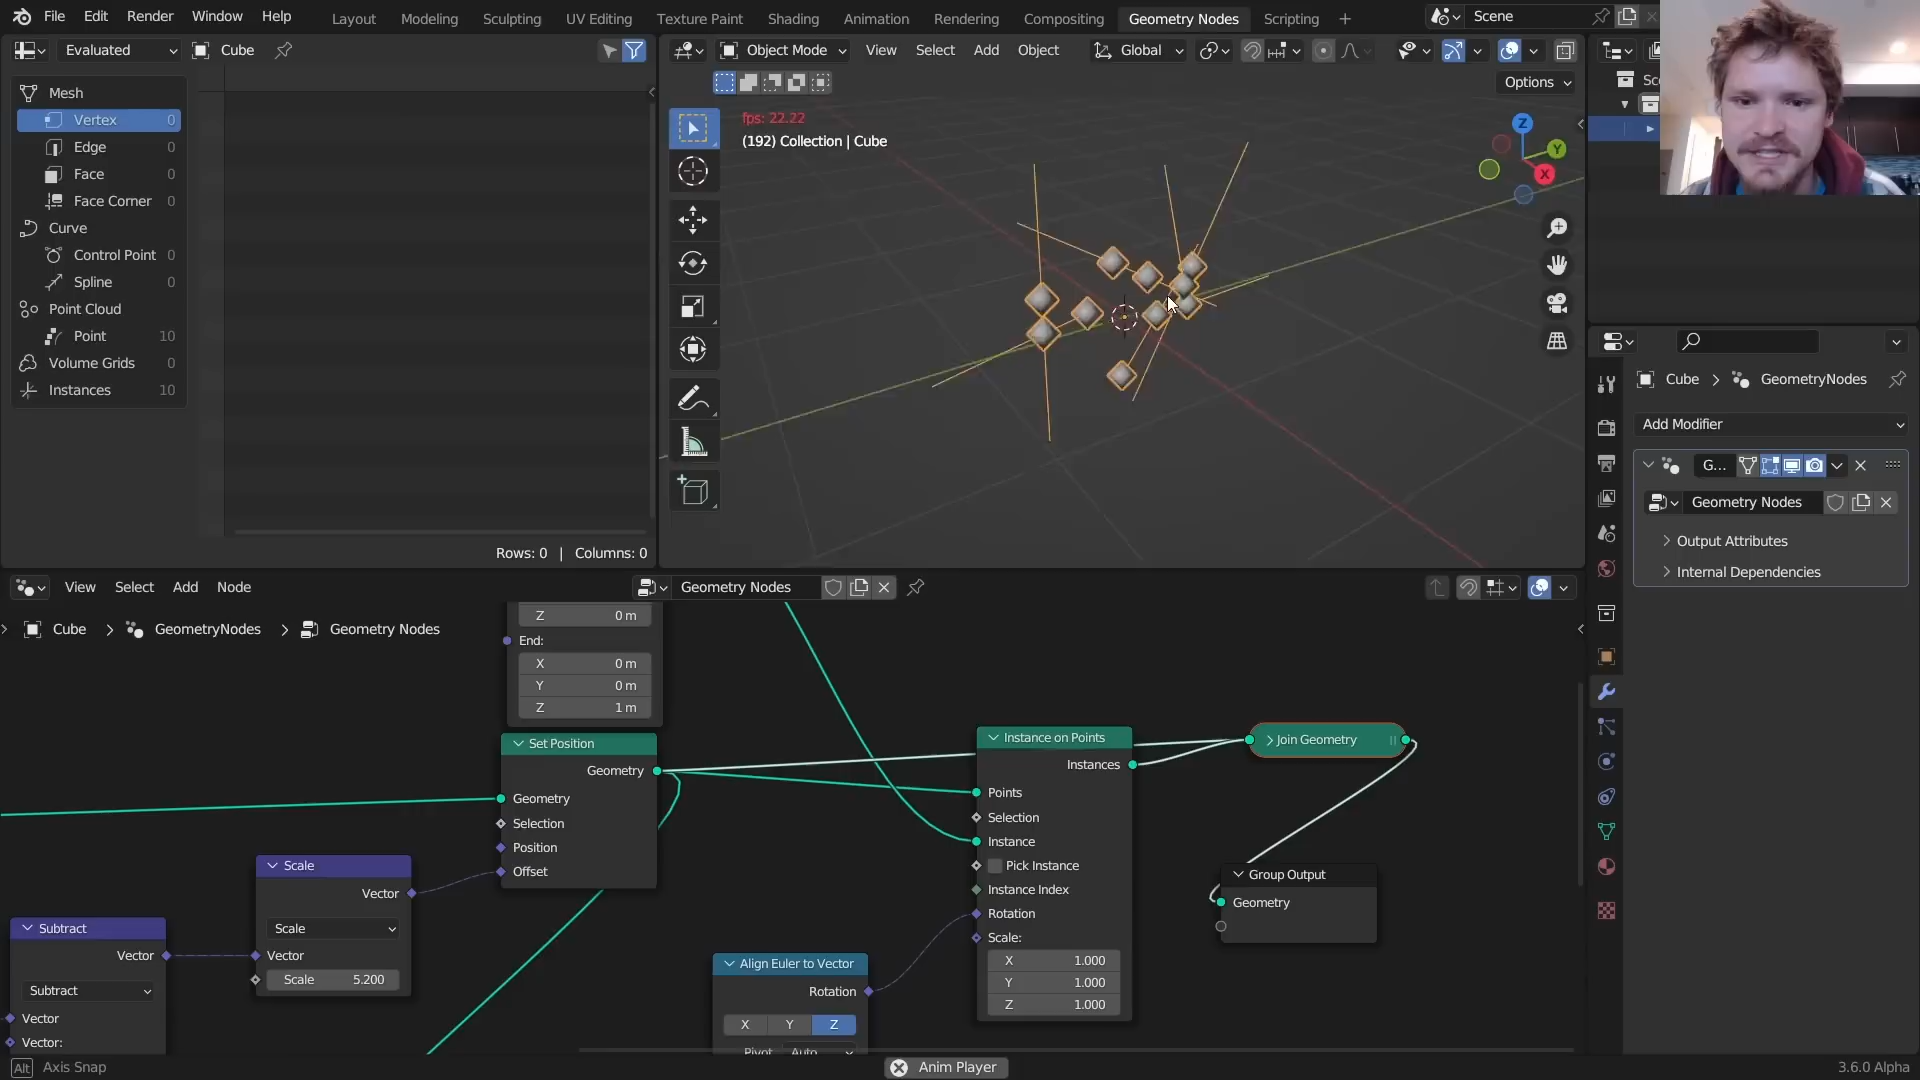 File Edit Render Window Help
Layout Modeling Sculpting UV Editing Texture Paint Shading Animation Rendering Compositing Geometry Nodes Scripting
Scene
Evaluated
Cube
Object Mode
View Select Add Object
Global
Options
Mesh
Vertex 0
Edge 0
Face 0
Face Corner 0
Curve
Control Point 0
Spline 0
Point Cloud
Point 10
Volume Grids 0
Instances 10
Rows: 0 | Columns: 0
fps: 22.22
(192) Collection | Cube
Z
Y
X
Cube > GeometryNodes
Add Modifier
G...
Geometry Nodes
Output Attributes
Internal Dependencies
View Select Add Node
Geometry Nodes
Cube > GeometryNodes > Geometry Nodes
Z 0 m
End:
X 0 m
Y 0 m
Z 1 m
Set Position
Geometry
Geometry
Selection
Position
Offset
Scale
Vector
Scale
Vector
Scale 5.200
Subtract
Vector
Subtract
Vector
Vector:
Align Euler to Vector
Rotation
X Y Z
Pivot Auto
Instance on Points
Instances
Points
Selection
Instance
Pick Instance
Instance Index
Rotation
Scale:
X 1.000
Y 1.000
Z 1.000
Join Geometry
Group Output
Geometry
Alt Axis Snap
Anim Player
3.6.0 Alpha